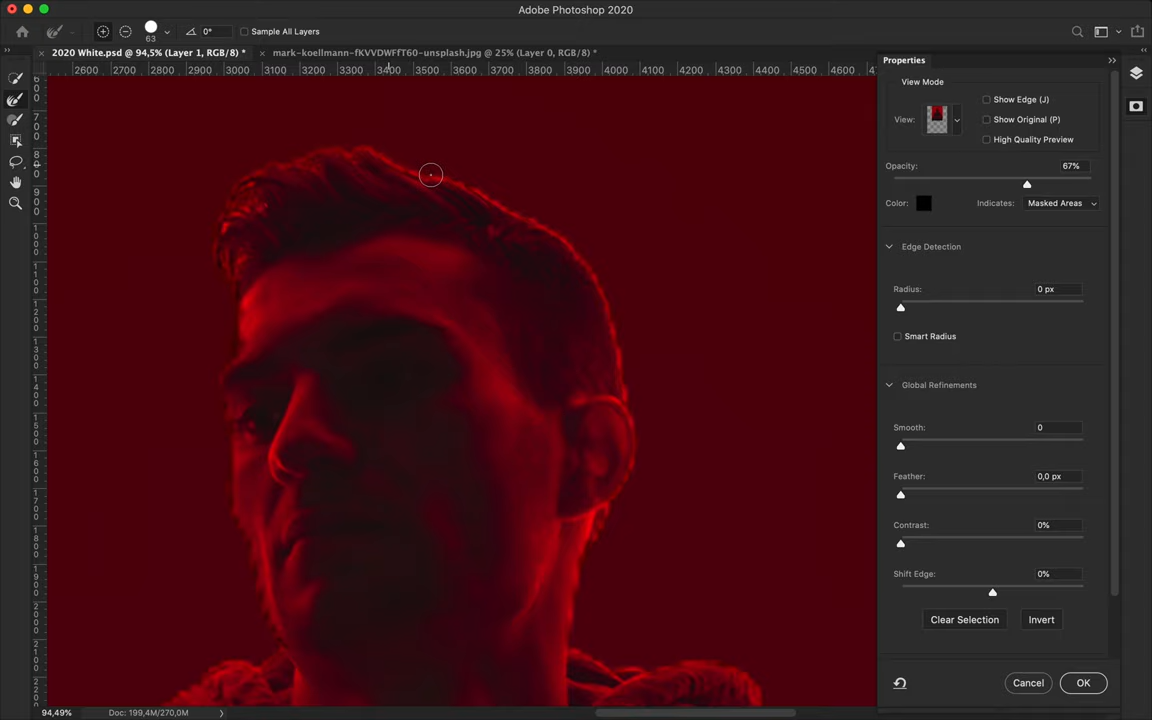 Adobe Photoshop 2020
63 0° Sample All Layers
× 2020 White.psd @ 94,5% (Layer 1, RGB/8) * × mark-koellmann-fKVVDWFfT60-unsplash.jpg @ 25% (Layer 0, RGB/8) *
2600 2700 2800 2900 3000 3100 3200 3300 3400 3500 3600 3700 3800 3900 4000 4100 4200 4300 4400 4500 4600 4700 4800
Properties
View Mode
Show Edge (J)
View: Show Original (P)
High Quality Preview
Opacity: 67%
Color: Indicates: Masked Areas
Edge Detection
Radius: 0 px
Smart Radius
Global Refinements
Smooth: 0
Feather: 0,0 px
Contrast: 0%
Shift Edge: 0%
Clear Selection Invert
Cancel OK
94,49% Doc: 199,4M/270,0M